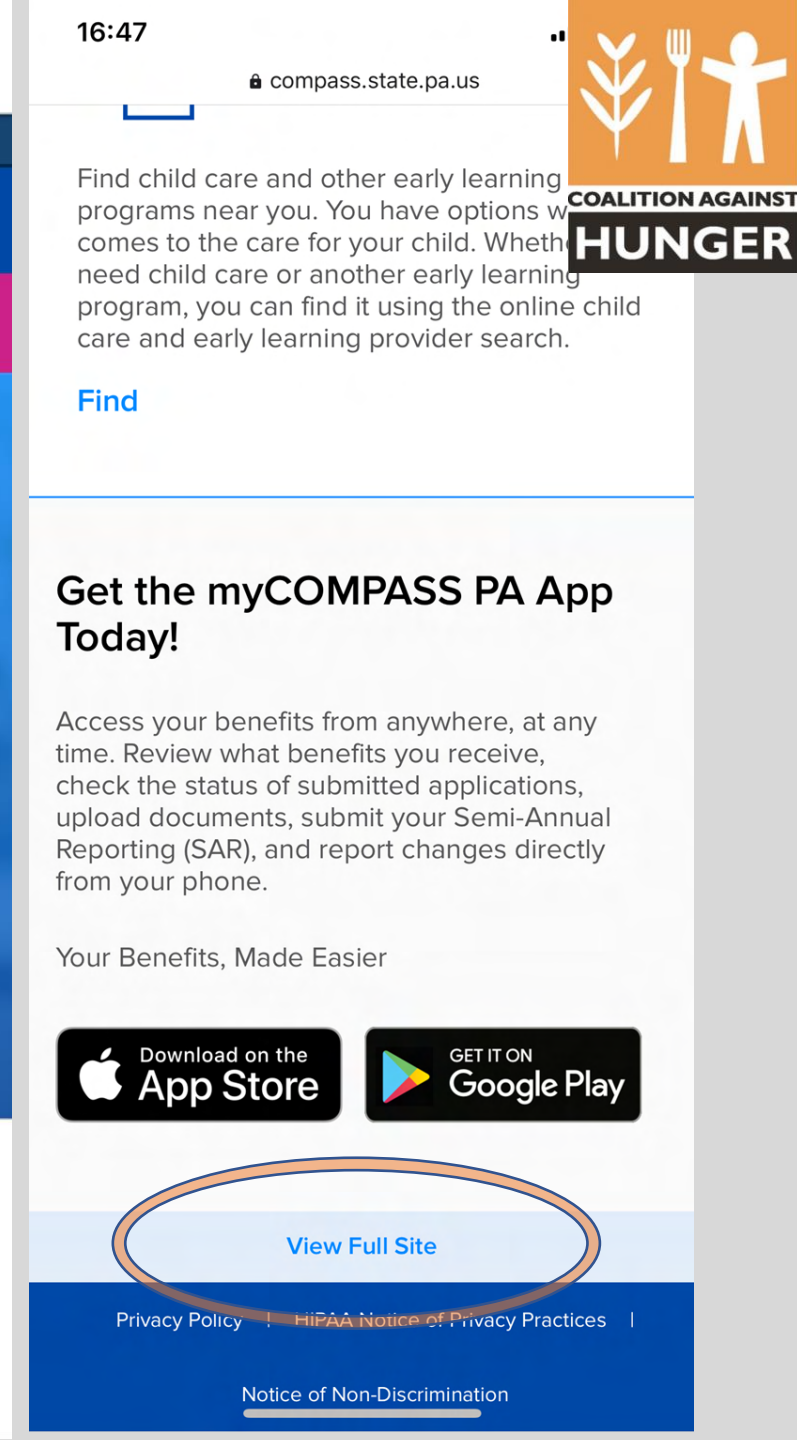 16:47
compass.state.pa.us
COALITION AGAINST
HUNGER
Find child care and other early learning
programs near you. You have options w
comes to the care for your child. Wheth
need child care or another early learning
program, you can find it using the online child
care and early learning provider search.
Find
Get the myCOMPASS PA App
Today!
Access your benefits from anywhere, at any
time. Review what benefits you receive,
check the status of submitted applications,
upload documents, submit your Semi-Annual
Reporting (SAR), and report changes directly
from your phone.
Your Benefits, Made Easier
Download on the
App Store
GET IT ON
Google Play
View Full Site
Privacy Policy | HIPAA Notice of Privacy Practices |
Notice of Non-Discrimination